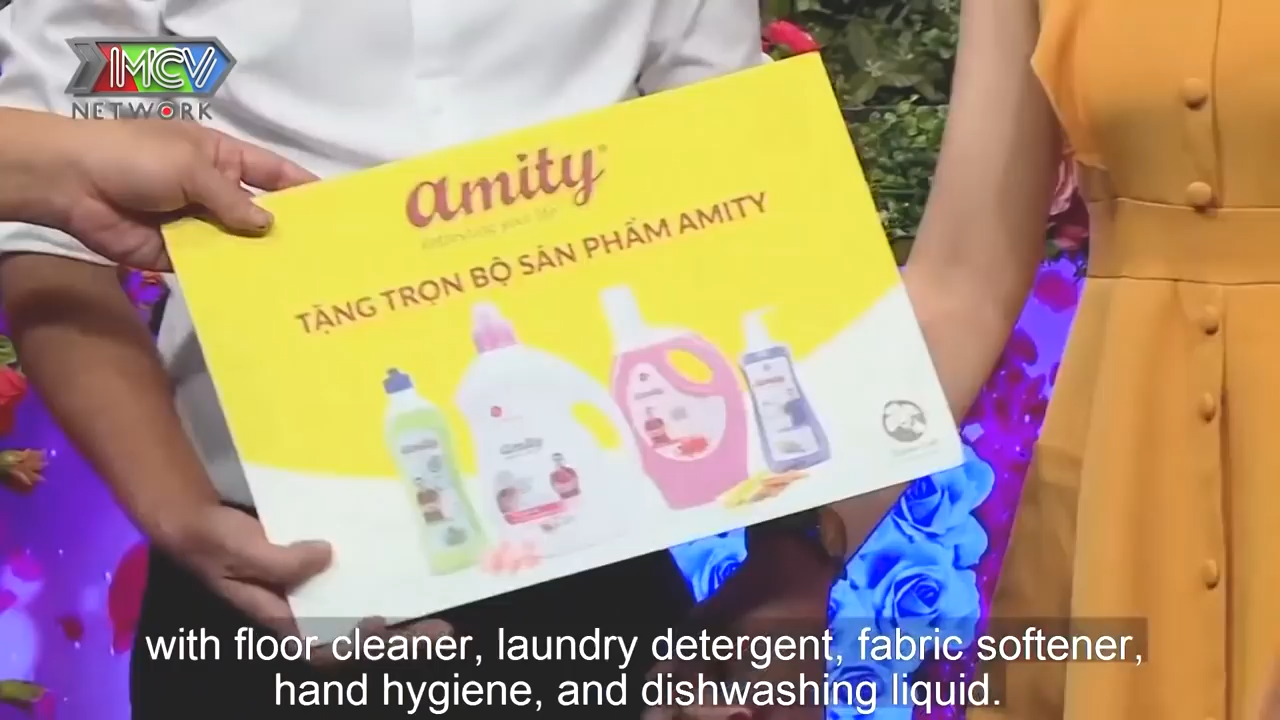 MCV
NETWORK
amity
TẶNG TRỌN BỘ SẢN PHẨM AMITY
amity
with floor cleaner, laundry detergent, fabric softener,
hand hygiene, and dishwashing liquid.